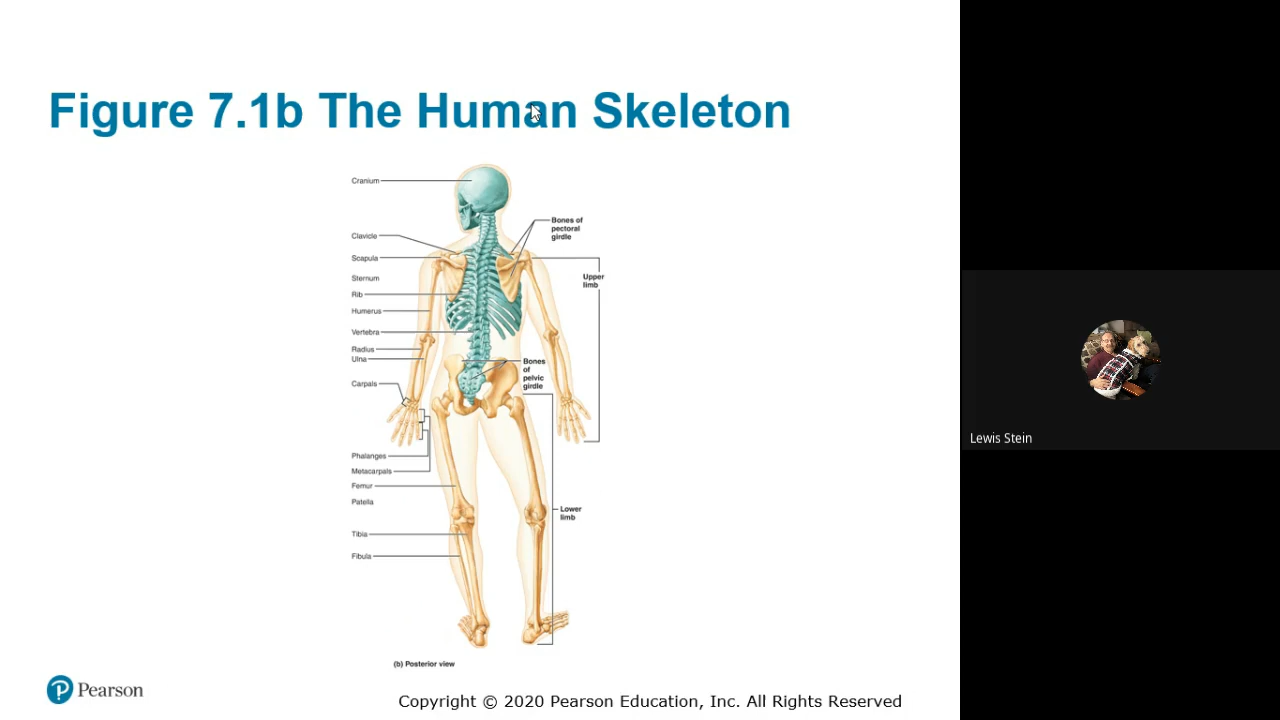 Figure 7.1b The Human Skeleton
Cranium
Clavicle
Scapula
Sternum
Rib
Humerus
Vertebra
Radius
Ulna
Carpals
Phalanges
Metacarpals
Femur
Patella
Tibia
Fibula
Bones of
pectoral
girdle
Upper
limb
Bones
of
pelvic
girdle
Lower
limb
(b) Posterior view
Pearson
Copyright © 2020 Pearson Education, Inc. All Rights Reserved
Lewis Stein